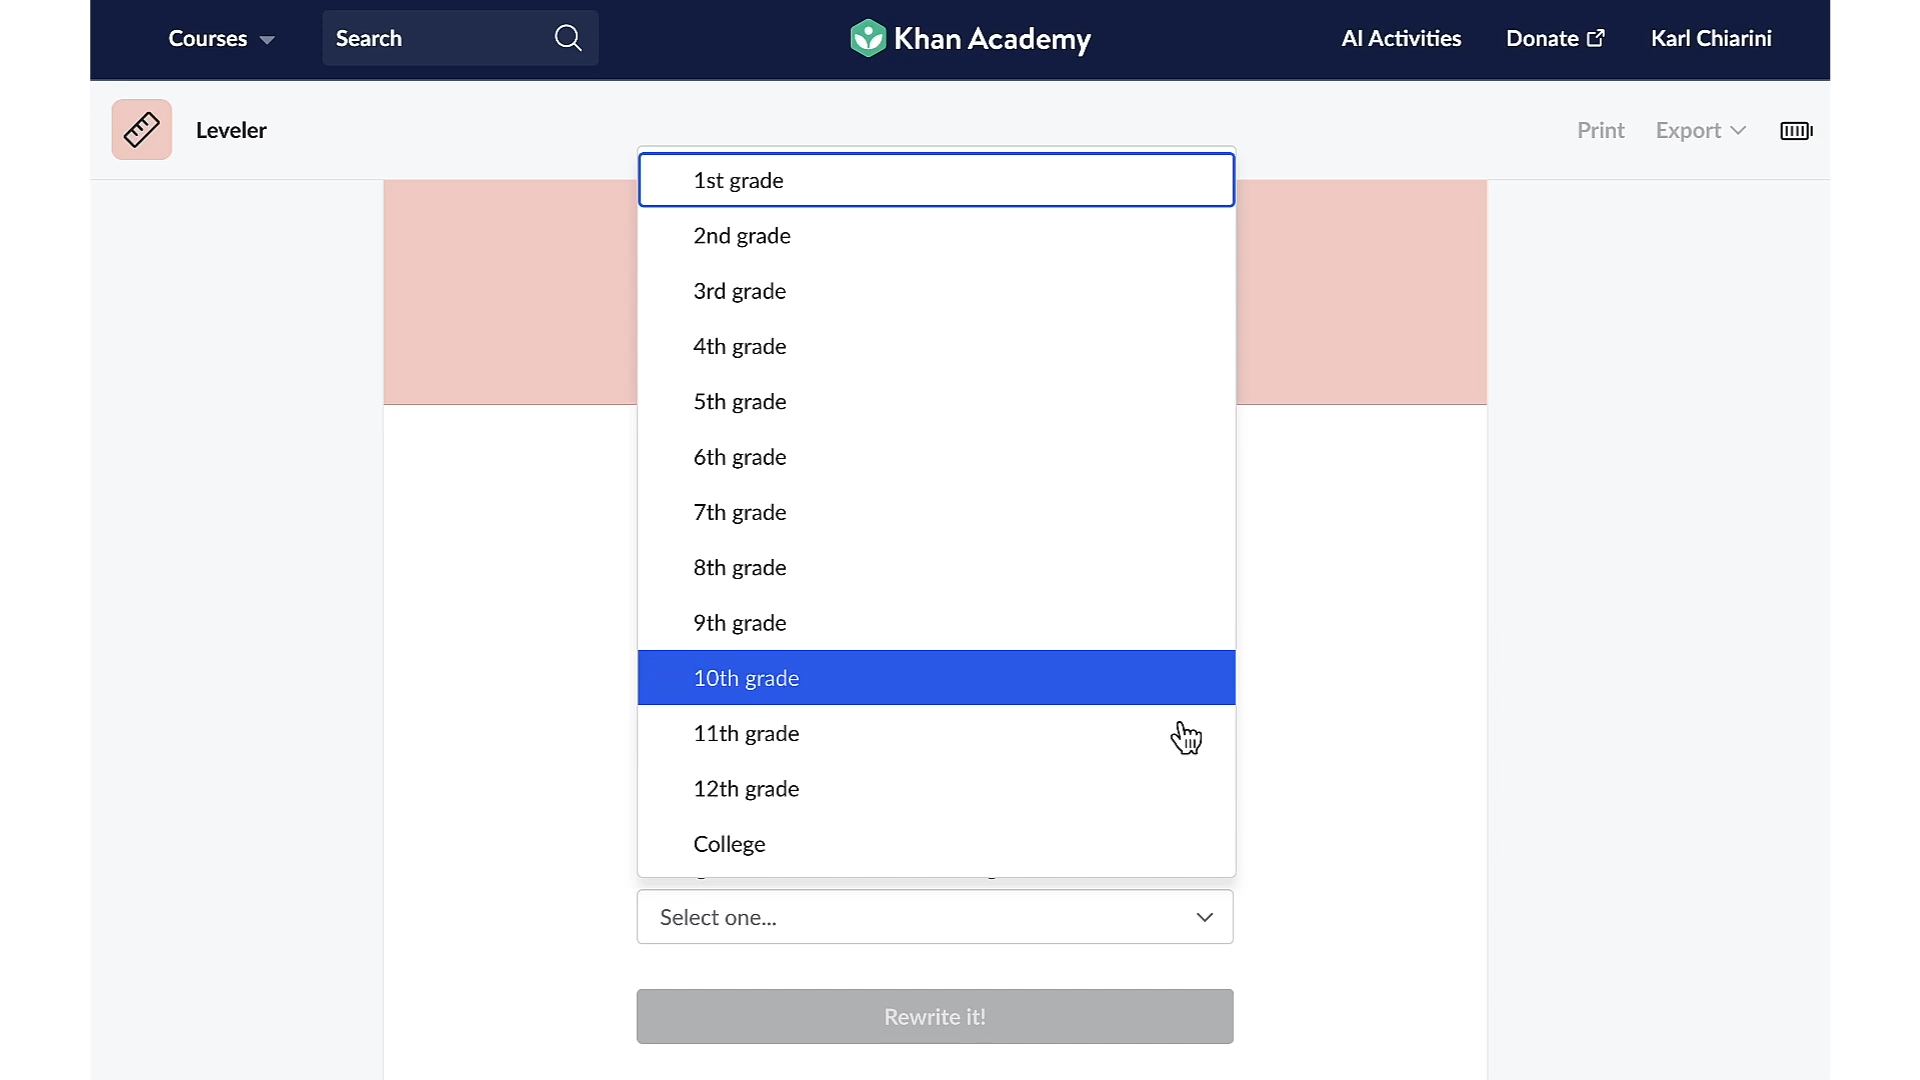 Courses
Search
Khan Academy
AI Activities
Donate
Karl Chiarini
Leveler
Print
Export
1st grade
2nd grade
3rd grade
4th grade
5th grade
6th grade
7th grade
8th grade
9th grade
10th grade
11th grade
12th grade
College
Select one...
Rewrite it!